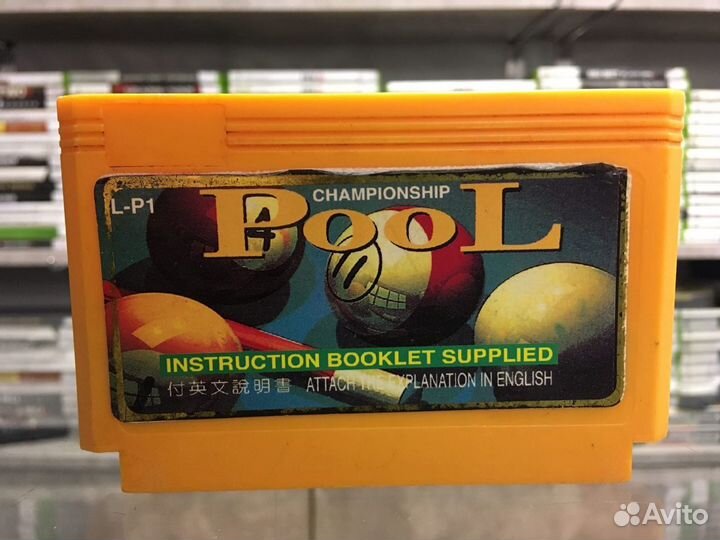 L-P1
CHAMPIONSHIP
POOL
INSTRUCTION BOOKLET SUPPLIED
付英文說明書 ATTACH THE EXPLANATION IN ENGLISH
Avito